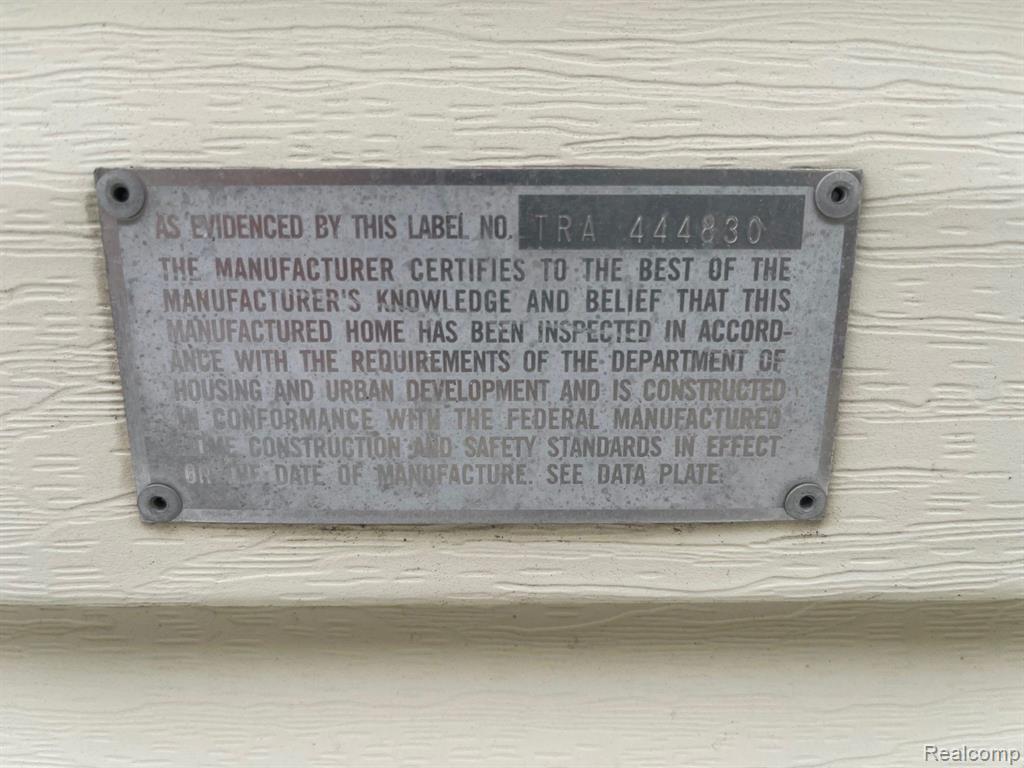 AS EVIDENCED BY THIS LABEL NO. TRA 444830
THE MANUFACTURER CERTIFIES TO THE BEST OF THE
MANUFACTURER'S KNOWLEDGE AND BELIEF THAT THIS
MANUFACTURED HOME HAS BEEN INSPECTED IN ACCORD-
ANCE WITH THE REQUIREMENTS OF THE DEPARTMENT OF
HOUSING AND URBAN DEVELOPMENT AND IS CONSTRUCTED
IN CONFORMANCE WITH THE FEDERAL MANUFACTURED
CONSTRUCTION AND SAFETY STANDARDS IN EFFECT
ON THE DATE OF MANUFACTURE. SEE DATA PLATE.
Realcomp